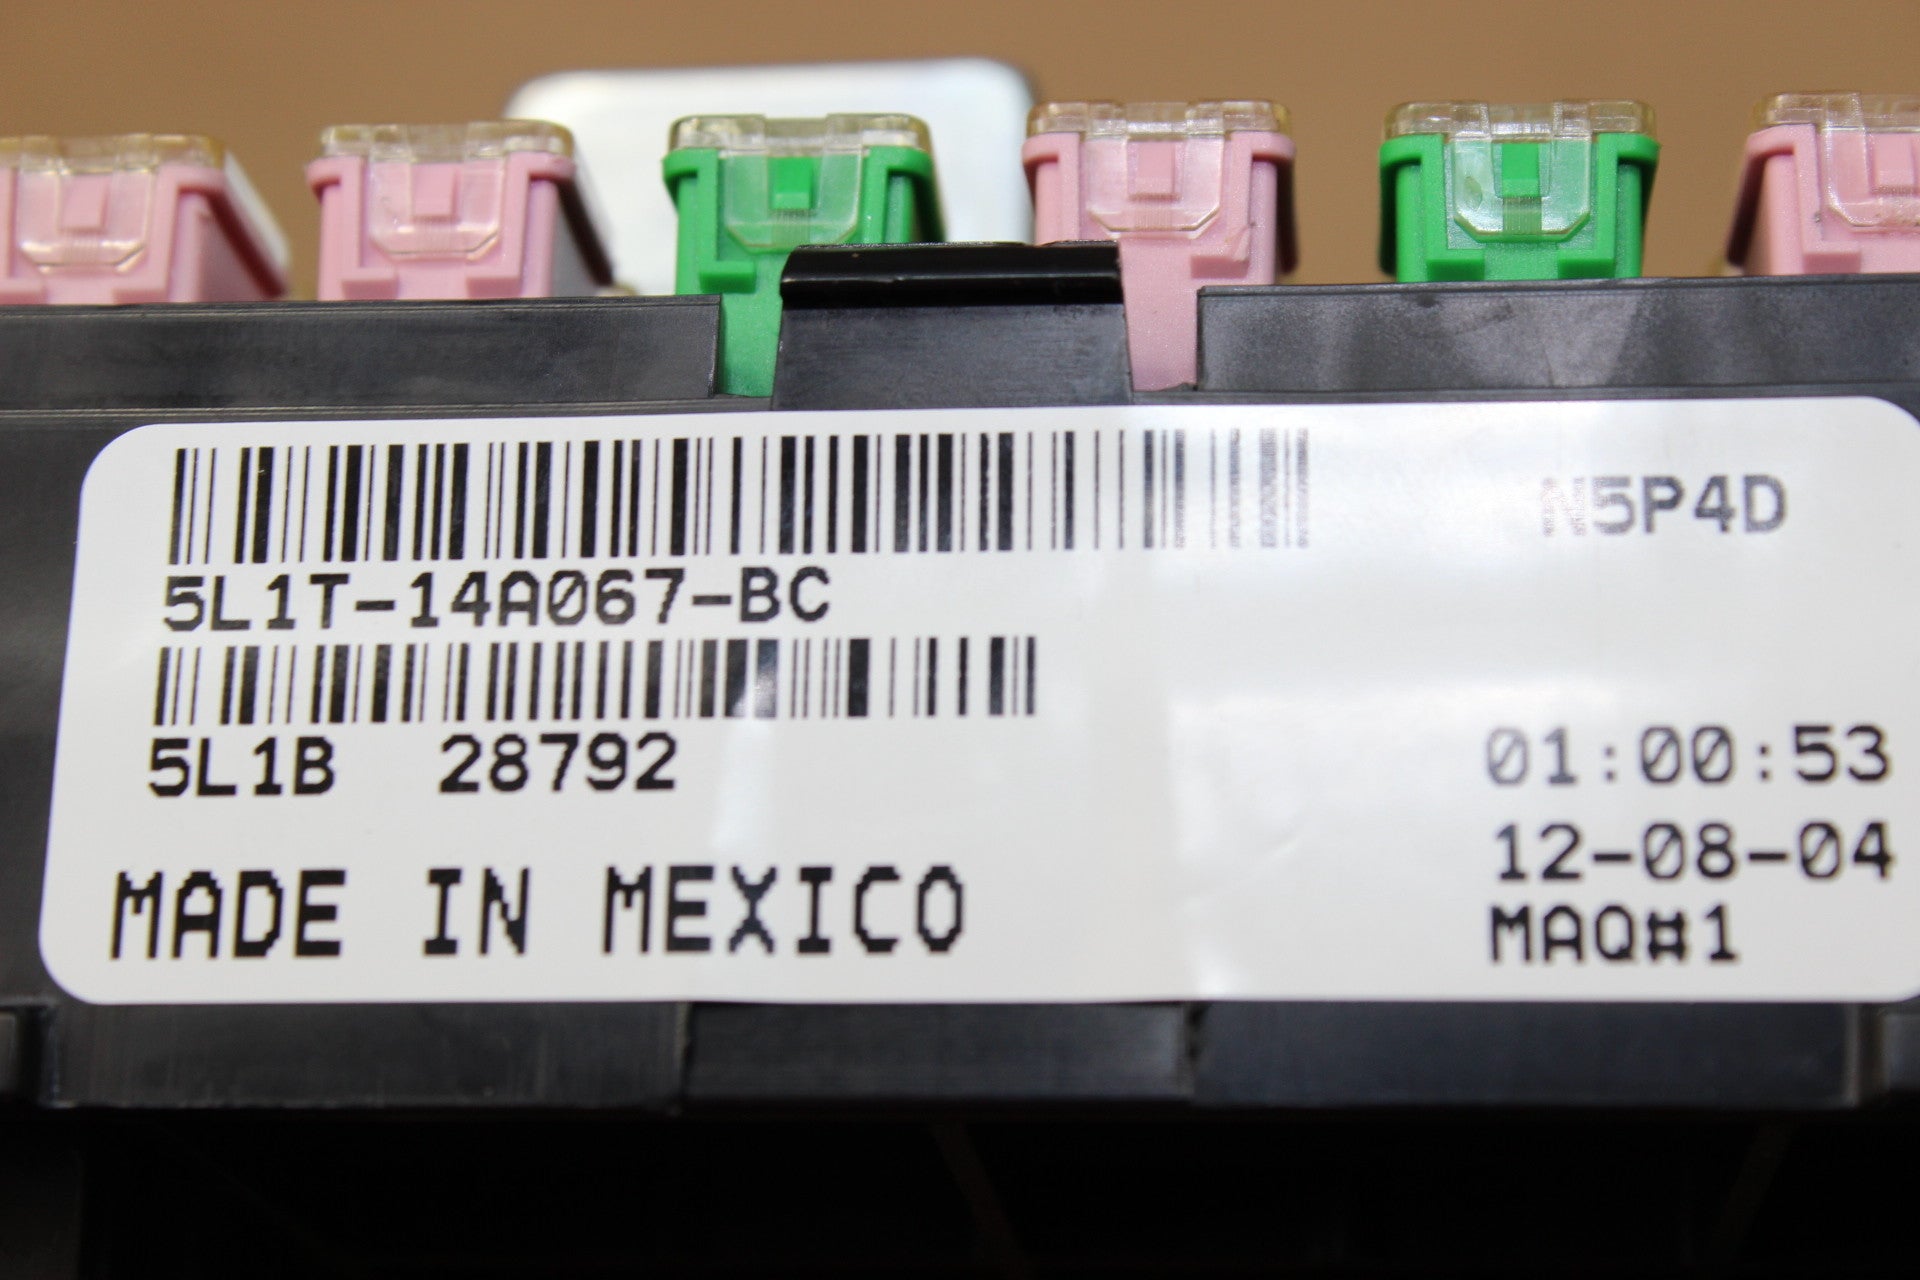 N5P4D
5L1T-14A067-BC
5L1B 28792
01:00:53
12-08-04
MADE IN MEXICO
MAQ#1